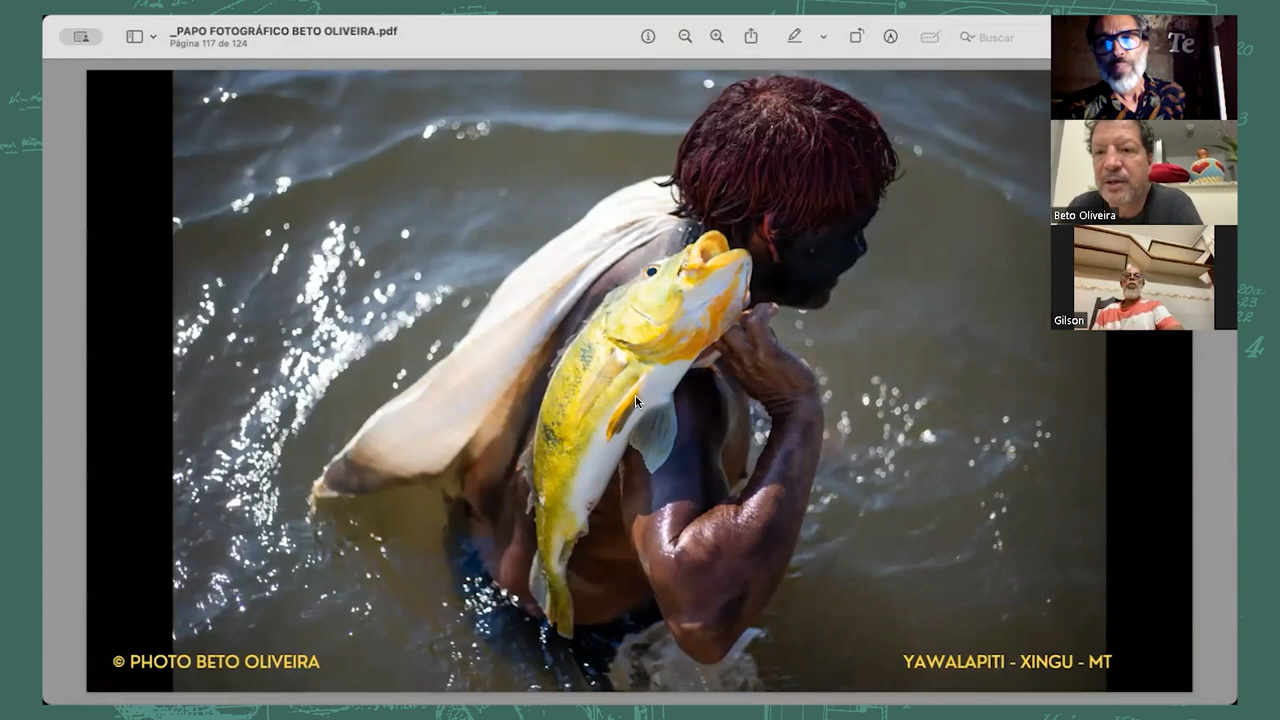 _PAPO FOTOGRÁFICO BETO OLIVEIRA.pdf
Página 117 de 124
Buscar
Te
Beto Oliveira
Gilson
© PHOTO BETO OLIVEIRA
YAWALAPITI - XINGU - MT